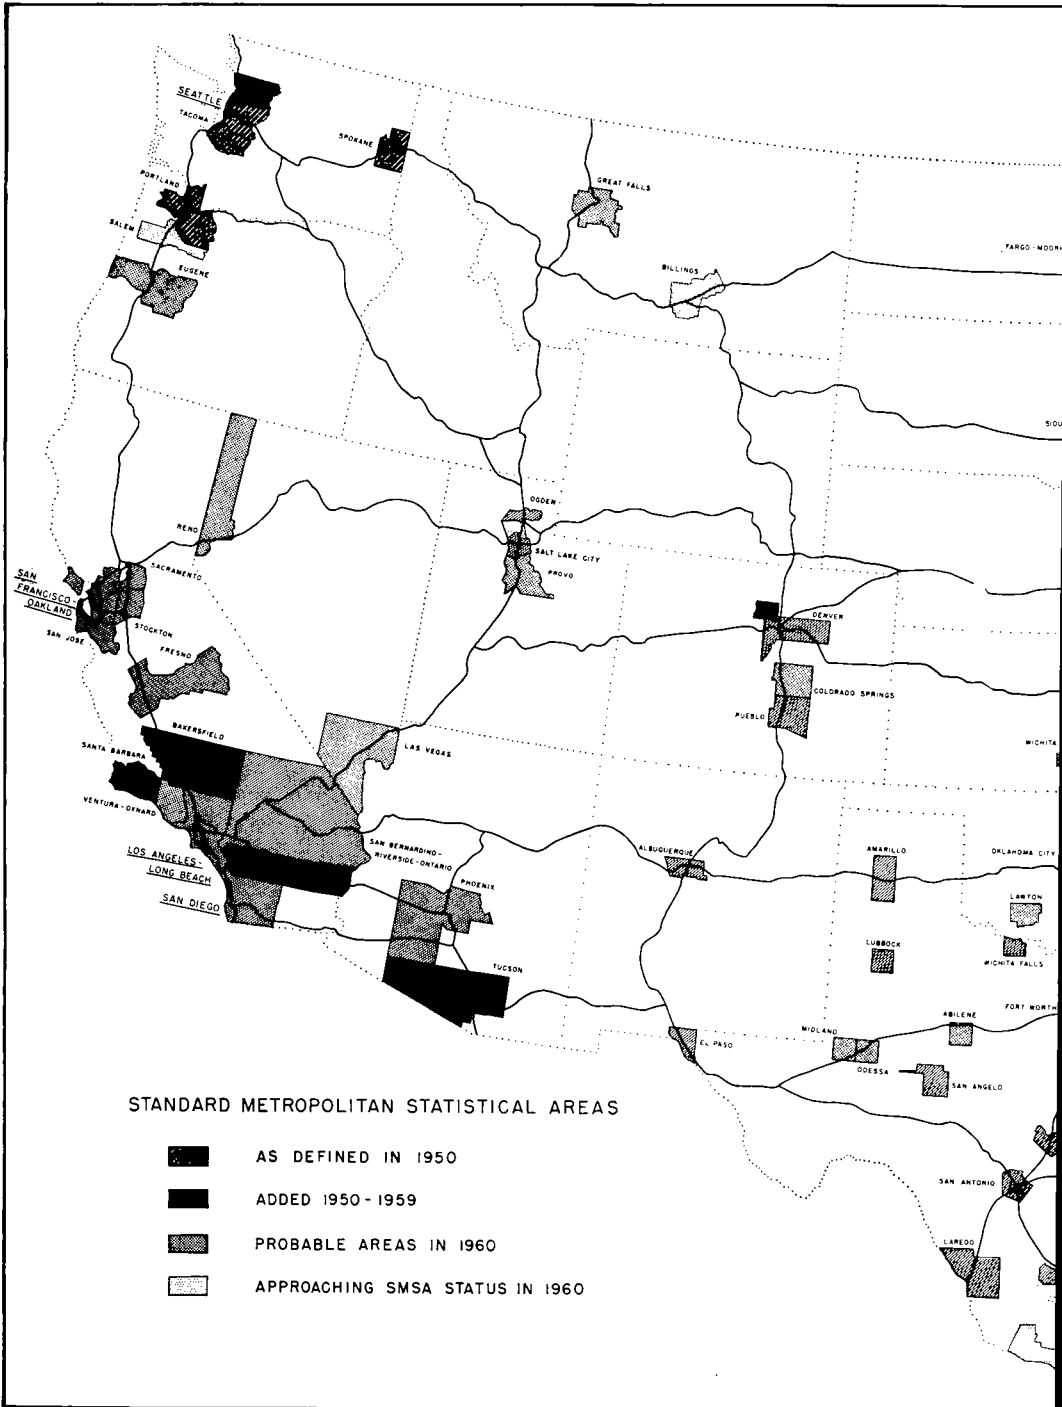 SEATTLE
TACOMA
SPOKANE
PORTLAND
SALEM
EUGENE
GREAT FALLS
BILLINGS
FARGO-MOORH
SIOU
RENO
OGDEN
SALT LAKE CITY
PROVO
SAN
FRANCISCO-
OAKLAND
SACRAMENTO
SAN JOSE
STOCKTON
FRESNO
DENVER
COLORADO SPRINGS
PUEBLO
WICHITA
BAKERSFIELD
SANTA BARBARA
LAS VEGAS
VENTURA-OXNARD
LOS ANGELES-
LONG BEACH
SAN BERNARDINO-
RIVERSIDE-ONTARIO
SAN DIEGO
PHOENIX
TUCSON
ALBUQUERQUE
AMARILLO
OKLAHOMA CITY
LAWTON
LUBBOCK
WICHITA FALLS
FORT WORTH
ABILENE
EL PASO
MIDLAND
ODESSA
SAN ANGELO
SAN ANTONIO
LAREDO
STANDARD METROPOLITAN STATISTICAL AREAS
AS DEFINED IN 1950
ADDED 1950-1959
PROBABLE AREAS IN 1960
APPROACHING SMSA STATUS IN 1960